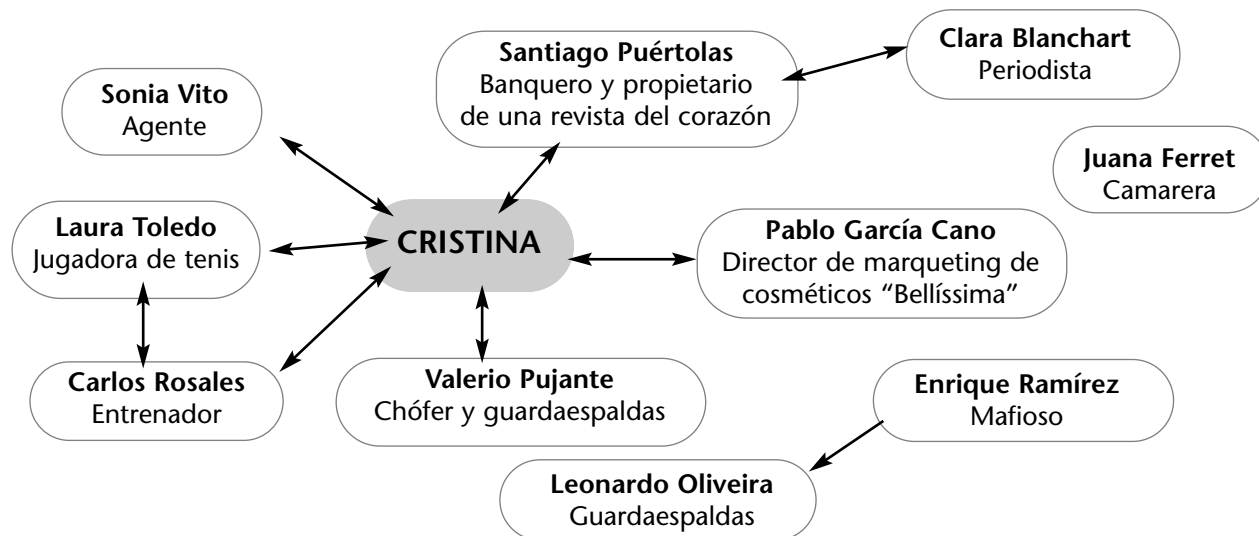 Santiago Puértolas
Banquero y propietario
de una revista del corazón
Clara Blanchart
Periodista
Sonia Vito
Agente
Juana Ferret
Camarera
Laura Toledo
Jugadora de tenis
CRISTINA
Pablo García Cano
Director de marqueting de
cosméticos “Bellíssima”
Carlos Rosales
Entrenador
Valerio Pujante
Chófer y guardaespaldas
Enrique Ramírez
Mafioso
Leonardo Oliveira
Guardaespaldas